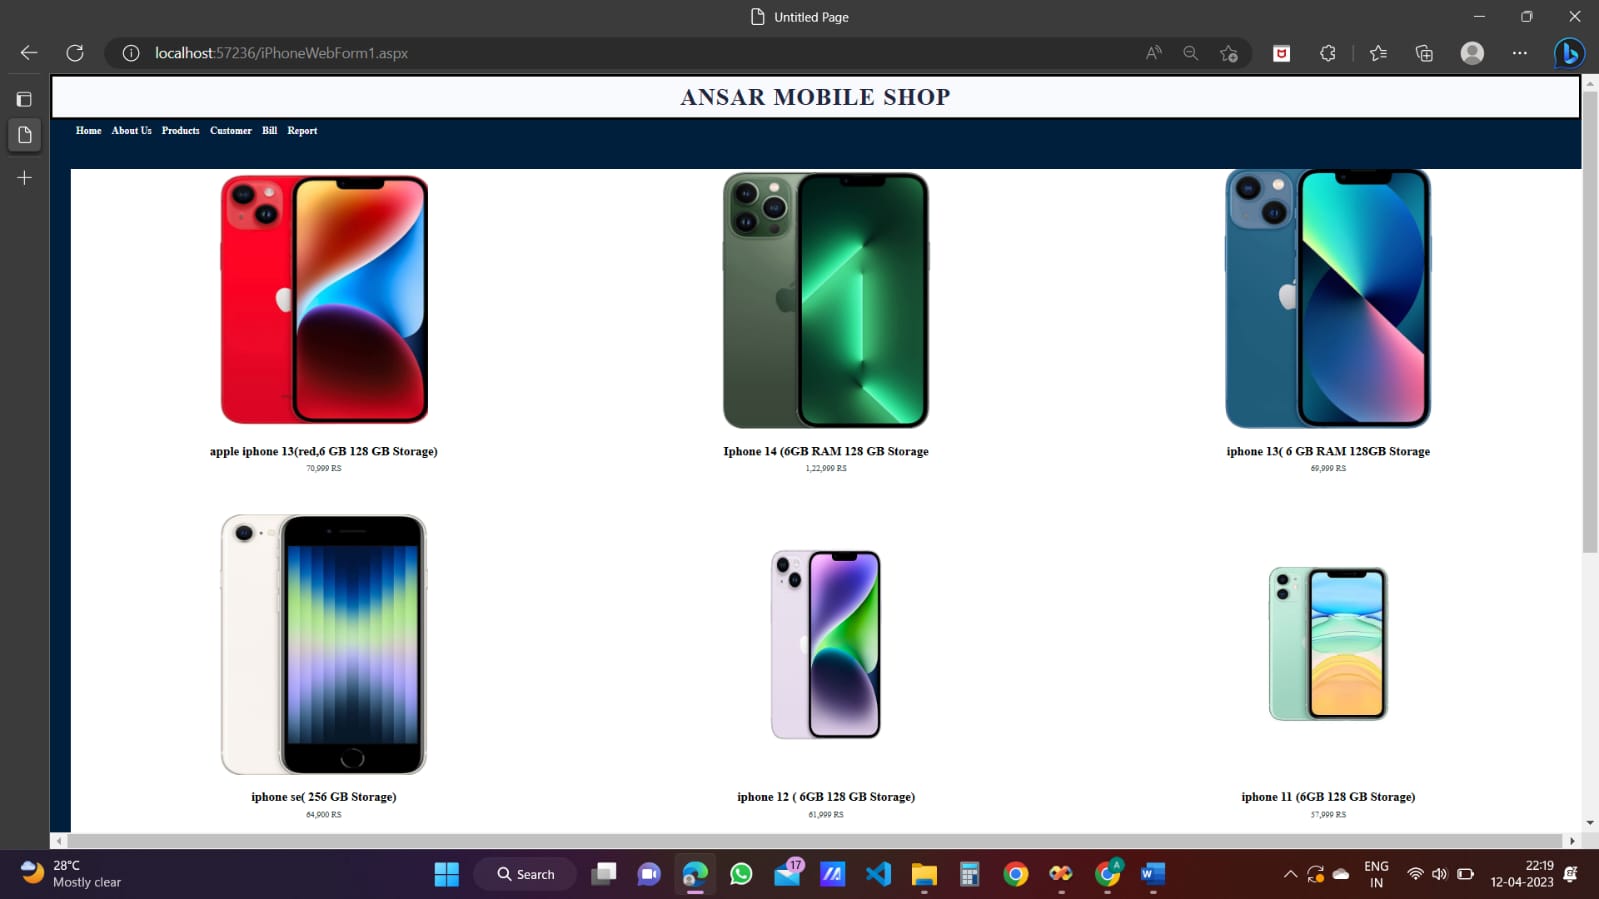 Untitled Page
localhost:57236/iPhoneWebForm1.aspx
ANSAR MOBILE SHOP
Home About Us Products Customer Bill Report
apple iphone 13(red,6 GB 128 GB Storage)
70,999 RS
Iphone 14 (6GB RAM 128 GB Storage
1,22,999 RS
iphone 13( 6 GB RAM 128GB Storage
69,999 RS
iphone se( 256 GB Storage)
64,900 RS
iphone 12 ( 6GB 128 GB Storage)
61,999 RS
iphone 11 (6GB 128 GB Storage)
57,999 RS
28°C
Mostly clear
Search
17
A
W
ENG
IN
22:19
12-04-2023